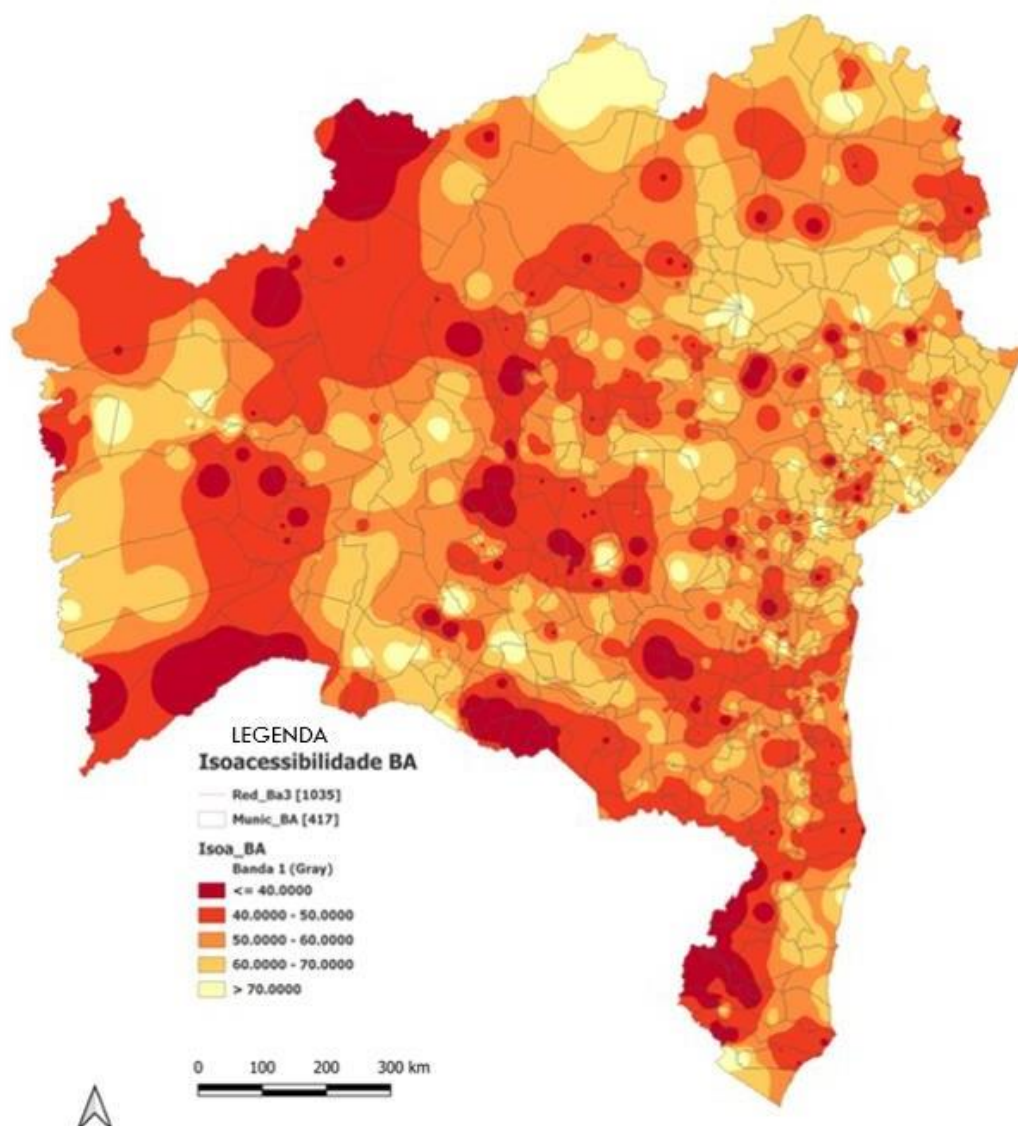 LEGENDA
Isoacessibilidade BA
Red_Ba3 [1035]
Munic_BA [417]
Isoa_BA
Banda 1 (Gray)
<= 40.0000
40.0000 - 50.0000
50.0000 - 60.0000
60.0000 - 70.0000
> 70.0000
0 100 200 300 km